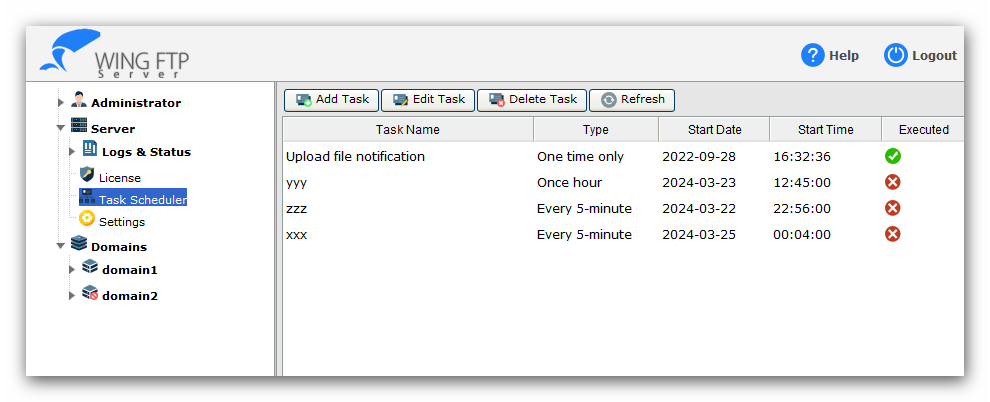 WING FTP
Server
Help
Logout
Administrator
Server
Logs & Status
License
Task Scheduler
Settings
Domains
domain1
domain2
Add Task Edit Task Delete Task Refresh
Task Name Type Start Date Start Time Executed
Upload file notification One time only 2022-09-28 16:32:36
yyy Once hour 2024-03-23 12:45:00
zzz Every 5-minute 2024-03-22 22:56:00
xxx Every 5-minute 2024-03-25 00:04:00